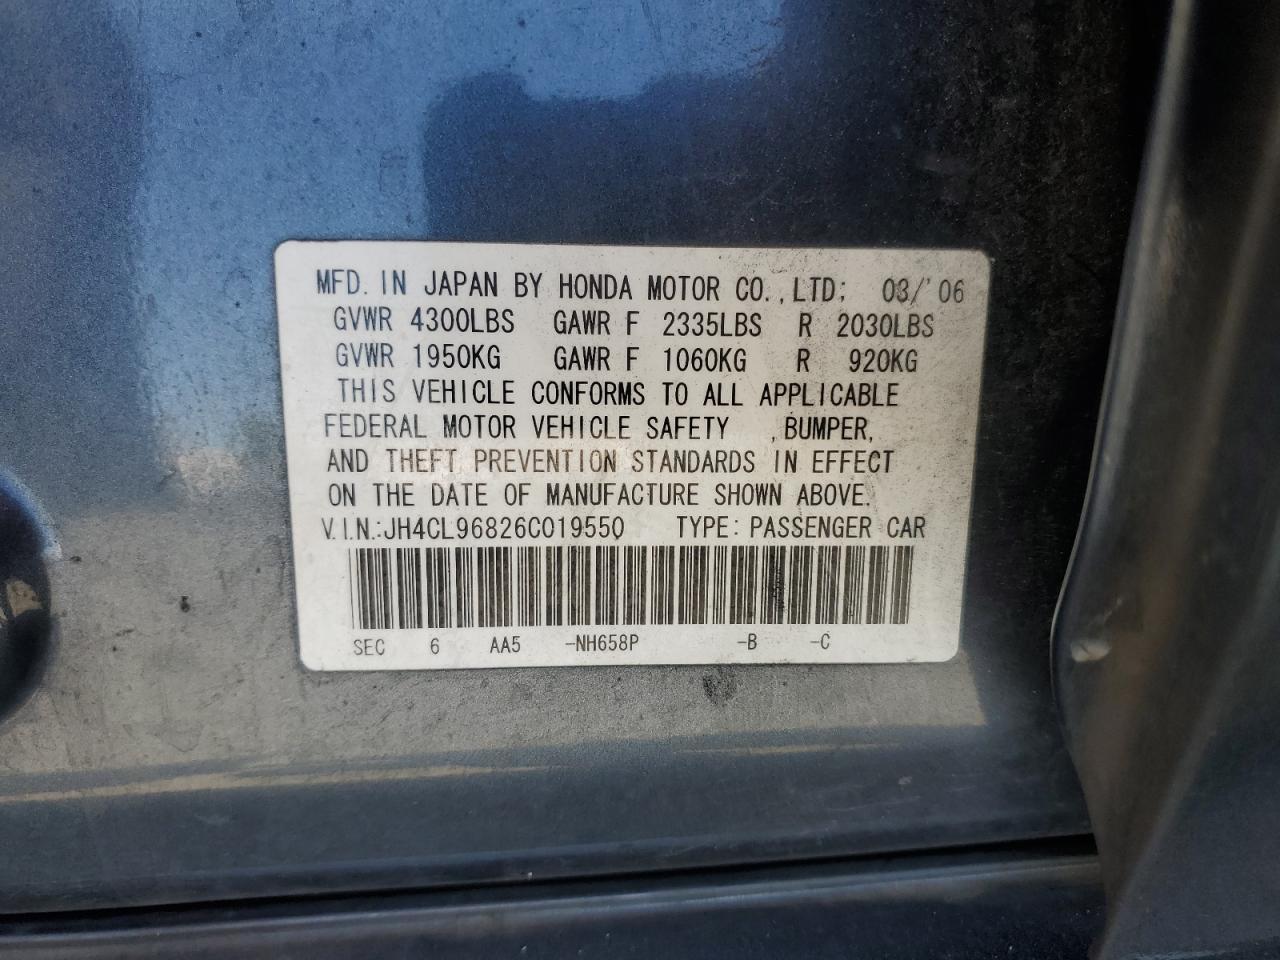 MFD. IN JAPAN BY HONDA MOTOR CO., LTD: 03/'06
GVWR 4300LBS GAWR F 2335LBS R 2030LBS
GVWR 1950KG GAWR F 1060KG R 920KG
THIS VEHICLE CONFORMS TO ALL APPLICABLE
FEDERAL MOTOR VEHICLE SAFETY , BUMPER,
AND THEFT PREVENTION STANDARDS IN EFFECT
ON THE DATE OF MANUFACTURE SHOWN ABOVE.
V.I.N.:JH4CL96826C019550 TYPE: PASSENGER CAR
SEC 6 AA5 -NH658P -B -C